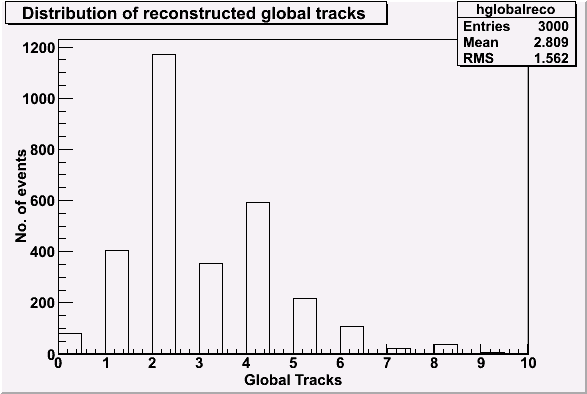 Distribution of reconstructed global tracks
hglobalreco
Entries 3000
Mean 2.809
RMS 1.562
No. of events
1200
1000
800
600
400
200
0
0 1 2 3 4 5 6 7 8 9 10
Global Tracks